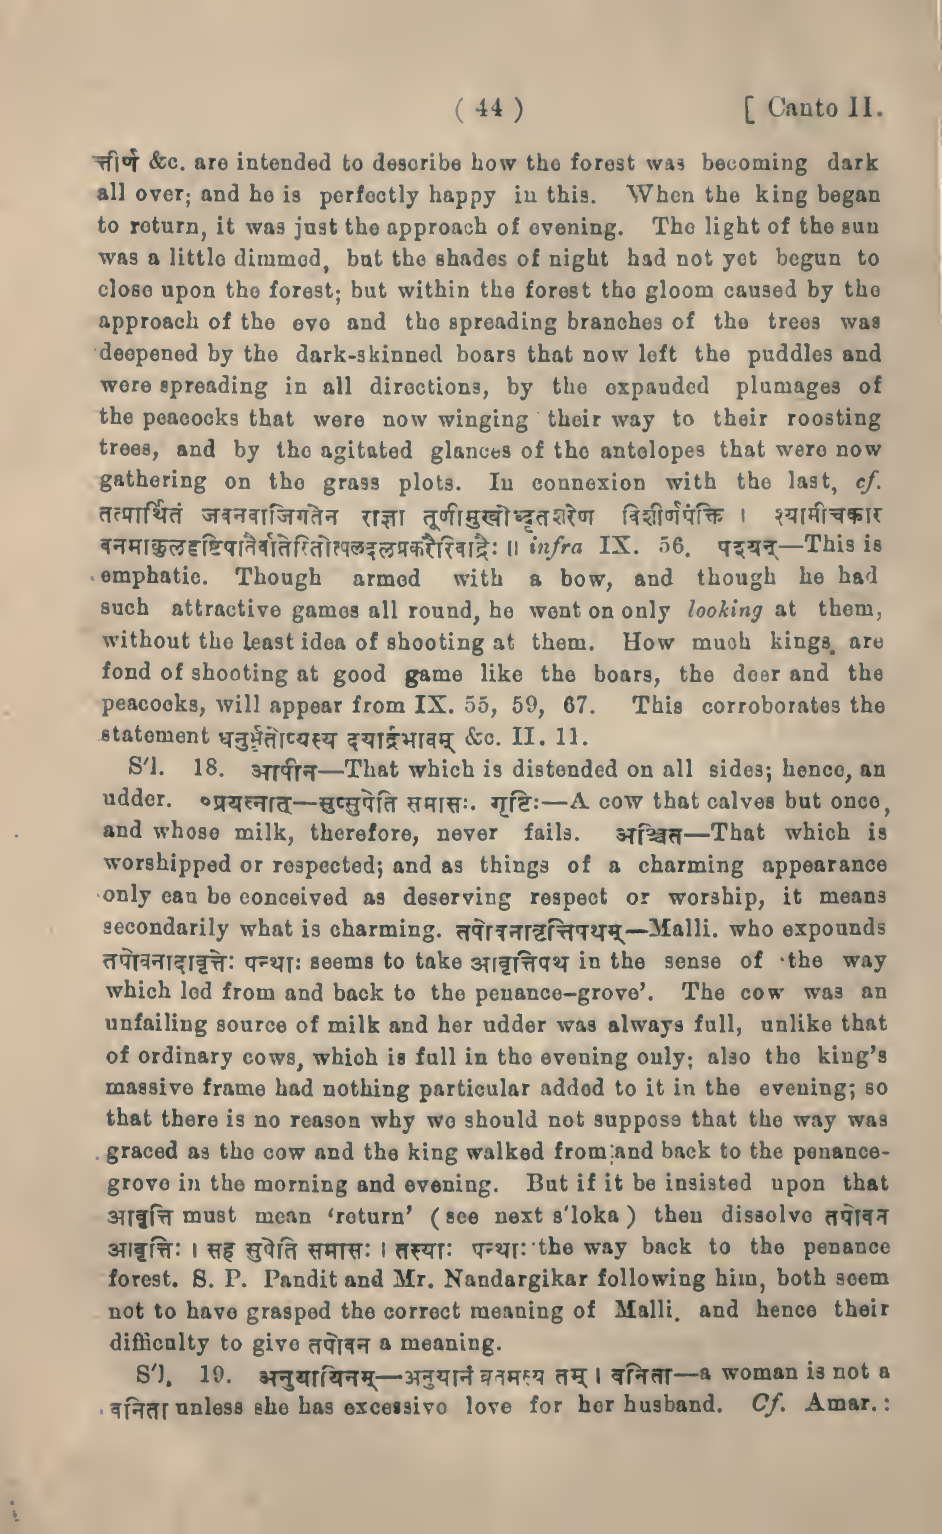 ( 44 ) [ Canto II.
त्तीर्ण &c. are intended to describe how the forest was becoming dark
all over; and he is perfectly happy in this. When the king began
to return, it was just the approach of evening. The light of the sun
was a little dimmed, but the shades of night had not yet begun to
close upon the forest; but within the forest the gloom caused by the
approach of the eve and the spreading branches of the trees was
deepened by the dark-skinned boars that now left the puddles and
were spreading in all directions, by the expanded plumages of
the peacocks that were now winging their way to their roosting
trees, and by the agitated glances of the antelopes that were now
gathering on the grass plots. In connexion with the last, cf.
तत्प्रार्थितं जवनवाजिगतेन राज्ञा तूणीमुखोध्दृतशरेण विशीर्णपंक्ति । श्यामीचकार
वनमाकुलदृष्टिपातैर्वातेरितोत्पलदलप्रकरैरिवार्द्रैः ॥ infra IX. 56. पश्यन्—This is
emphatic. Though armed with a bow, and though he had
such attractive games all round, he went on only looking at them,
without the least idea of shooting at them. How much kings are
fond of shooting at good game like the boars, the deer and the
peacocks, will appear from IX. 55, 59, 67. This corroborates the
statement धनुर्भृतोप्यस्य दयार्द्रभावम् &c. II. 11.
S'l. 18. आपीन—That which is distended on all sides; hence, an
udder. ॰प्रयत्नात्—सुप्सुपेति समासः. गृष्टिः—A cow that calves but once,
and whose milk, therefore, never fails. अञ्चित—That which is
worshipped or respected; and as things of a charming appearance
only can be conceived as deserving respect or worship, it means
secondarily what is charming. तपोवनावृत्तिपथम्—Malli. who expounds
तपोवनादावृत्तेः पन्थाः seems to take आवृत्तिपथ in the sense of 'the way
which led from and back to the penance-grove'. The cow was an
unfailing source of milk and her udder was always full, unlike that
of ordinary cows, which is full in the evening only; also the king's
massive frame had nothing particular added to it in the evening; so
that there is no reason why we should not suppose that the way was
graced as the cow and the king walked from and back to the penance-
grove in the morning and evening. But if it be insisted upon that
आवृत्ति must mean 'return' ( see next s'loka ) then dissolve तपोवन
आवृत्तिः । सह सुपेति समासः । तस्याः पन्थाः 'the way back to the penance
forest. S. P. Pandit and Mr. Nandargikar following him, both seem
not to have grasped the correct meaning of Malli. and hence their
difficulty to give तपोवन a meaning.
S'l. 19. अनुयायिनम्—अनुयानं व्रतमस्य तम् । वनिता—a woman is not a
वनिता unless she has excessive love for her husband. Cf. Amar. :